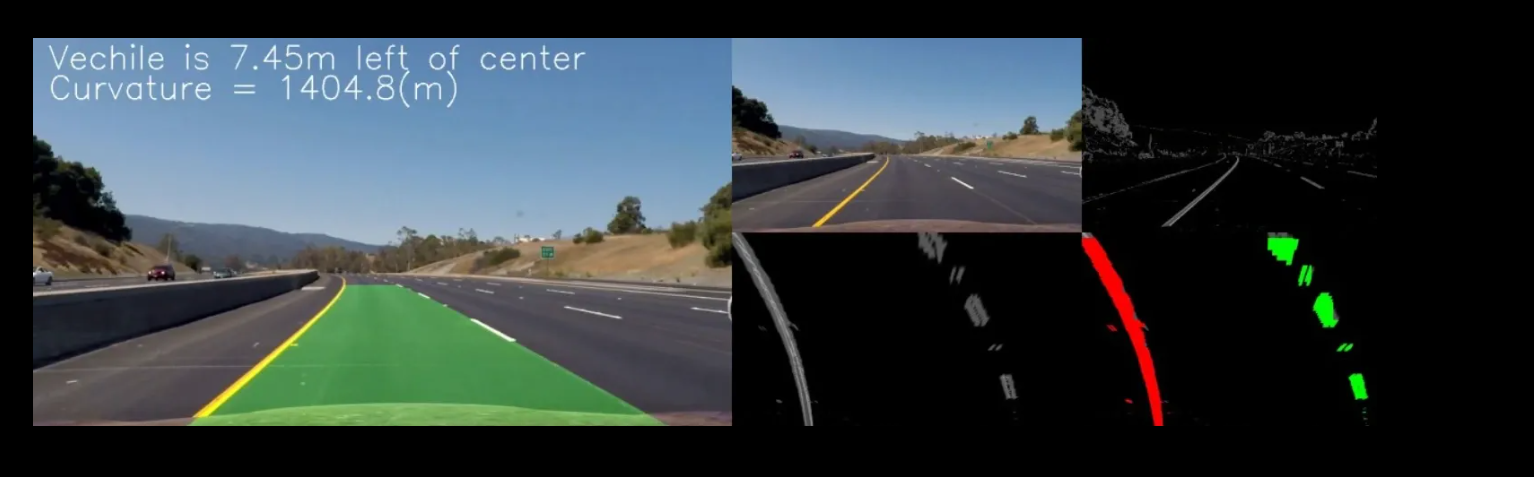 Vechile is 7.45m left of center
Curvature = 1404.8(m)